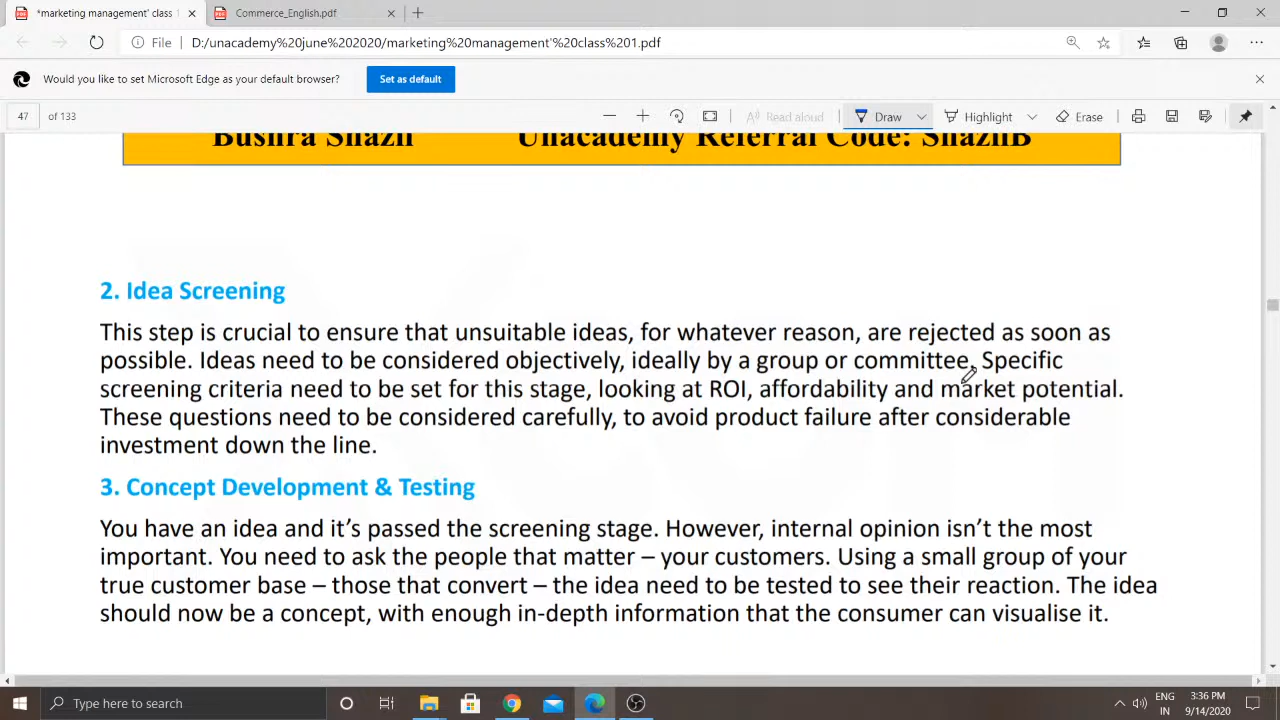 *marketing management' class
Commerce_English.pdf
File
D:/unacademy%20june%202020/marketing%20management'%20class%201.pdf
Would you like to set Microsoft Edge as your default browser?
Set as default
47 of 133
Read aloud
Draw
Highlight
Erase
Bushra Shazli Unacademy Referral Code: ShazliB
2. Idea Screening
This step is crucial to ensure that unsuitable ideas, for whatever reason, are rejected as soon as
possible. Ideas need to be considered objectively, ideally by a group or committee. Specific
screening criteria need to be set for this stage, looking at ROI, affordability and market potential.
These questions need to be considered carefully, to avoid product failure after considerable
investment down the line.
3. Concept Development & Testing
You have an idea and it's passed the screening stage. However, internal opinion isn't the most
important. You need to ask the people that matter – your customers. Using a small group of your
true customer base – those that convert – the idea need to be tested to see their reaction. The idea
should now be a concept, with enough in-depth information that the consumer can visualise it.
Type here to search
ENG
IN
3:36 PM
9/14/2020